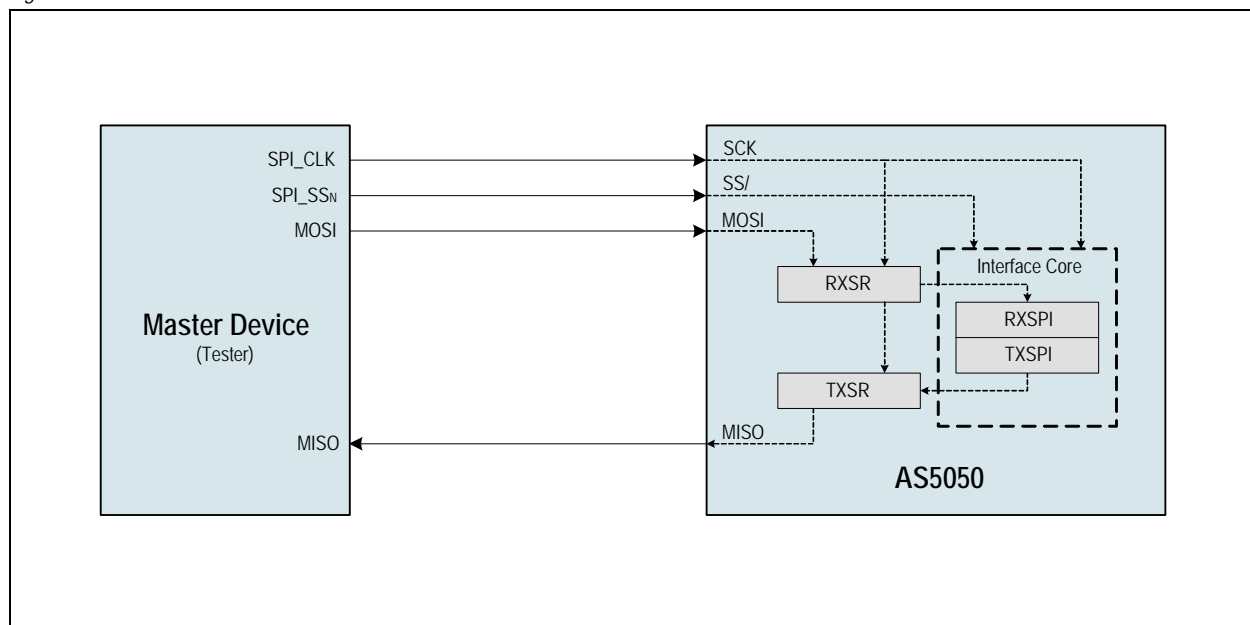 SPI_CLK
SPI_SSN
MOSI
Master Device
(Tester)
MISO
SCK
SS/
MOSI
Interface Core
RXSR
RXSPI
TXSPI
TXSR
MISO
AS5050